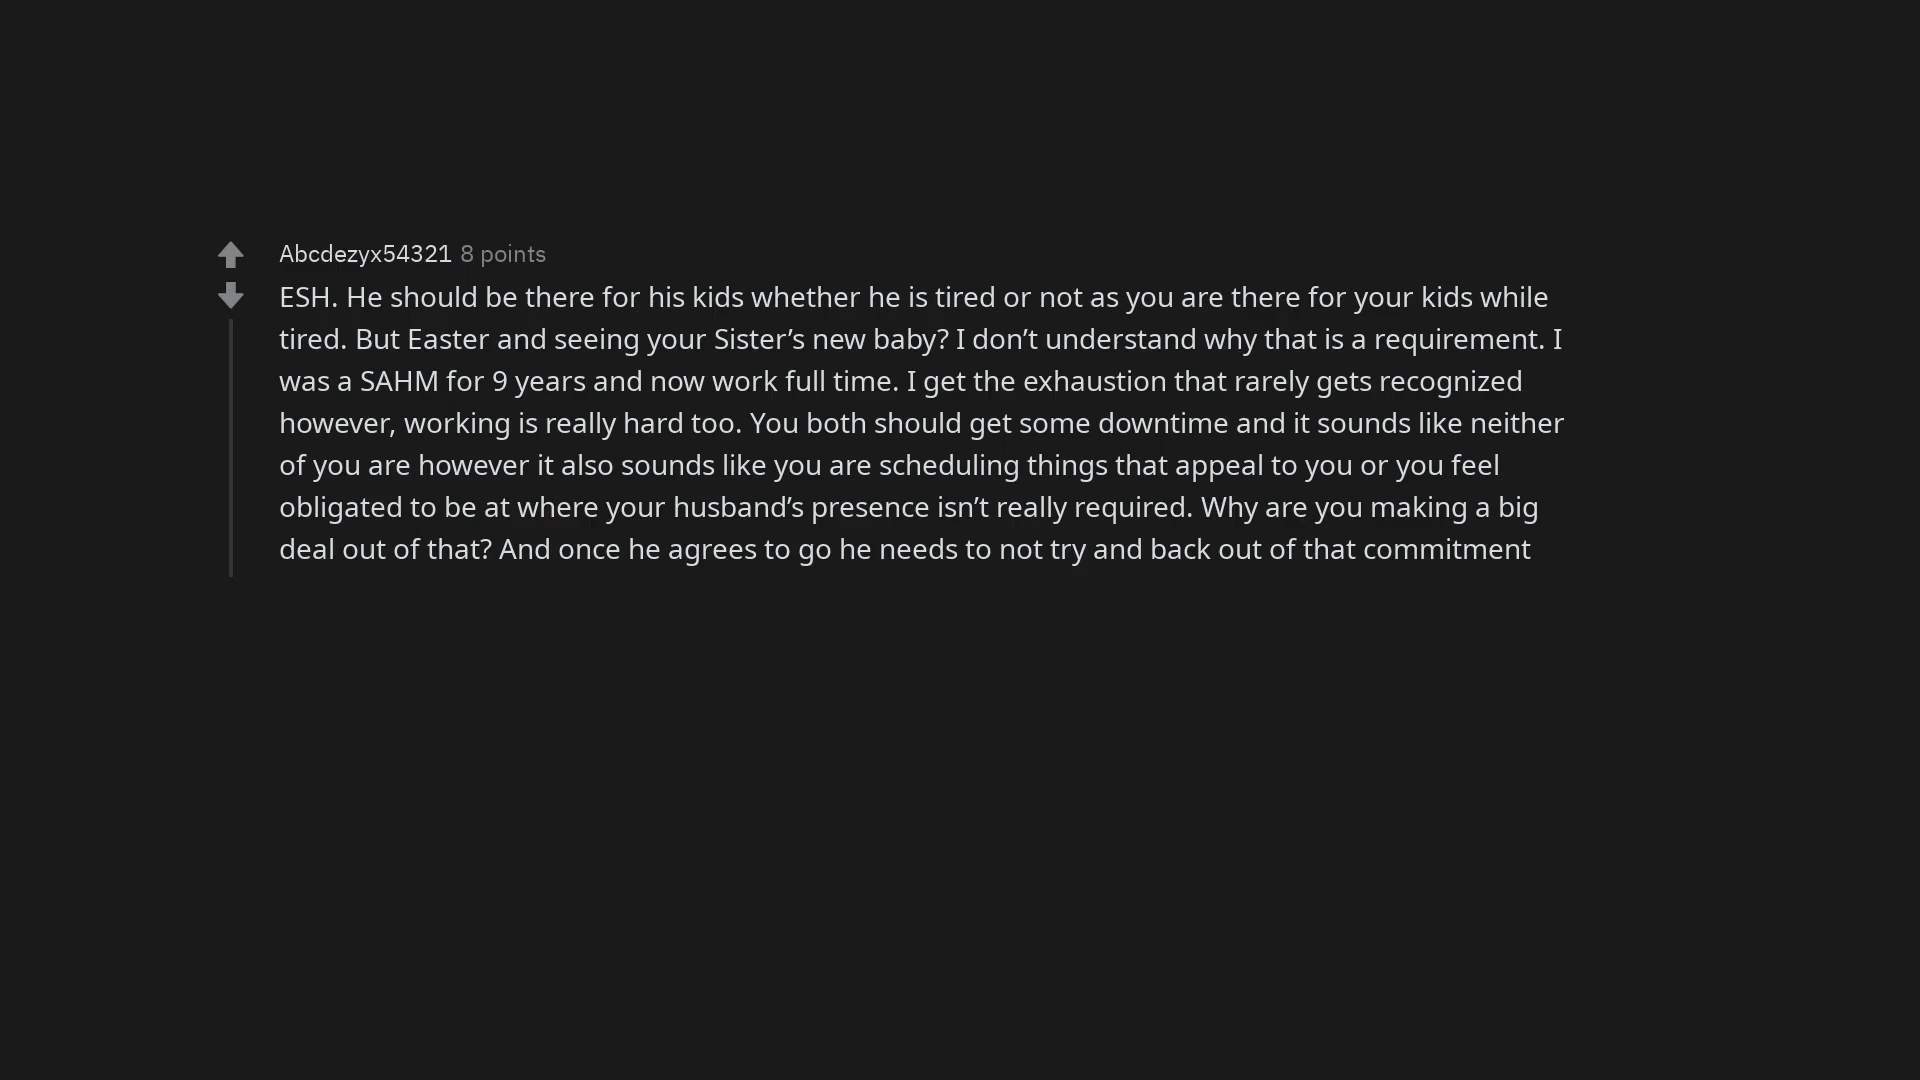 Abcdezyx54321 8 points
ESH. He should be there for his kids whether he is tired or not as you are there for your kids while
tired. But Easter and seeing your Sister’s new baby? I don’t understand why that is a requirement. I
was a SAHM for 9 years and now work full time. I get the exhaustion that rarely gets recognized
however, working is really hard too. You both should get some downtime and it sounds like neither
of you are however it also sounds like you are scheduling things that appeal to you or you feel
obligated to be at where your husband’s presence isn’t really required. Why are you making a big
deal out of that? And once he agrees to go he needs to not try and back out of that commitment